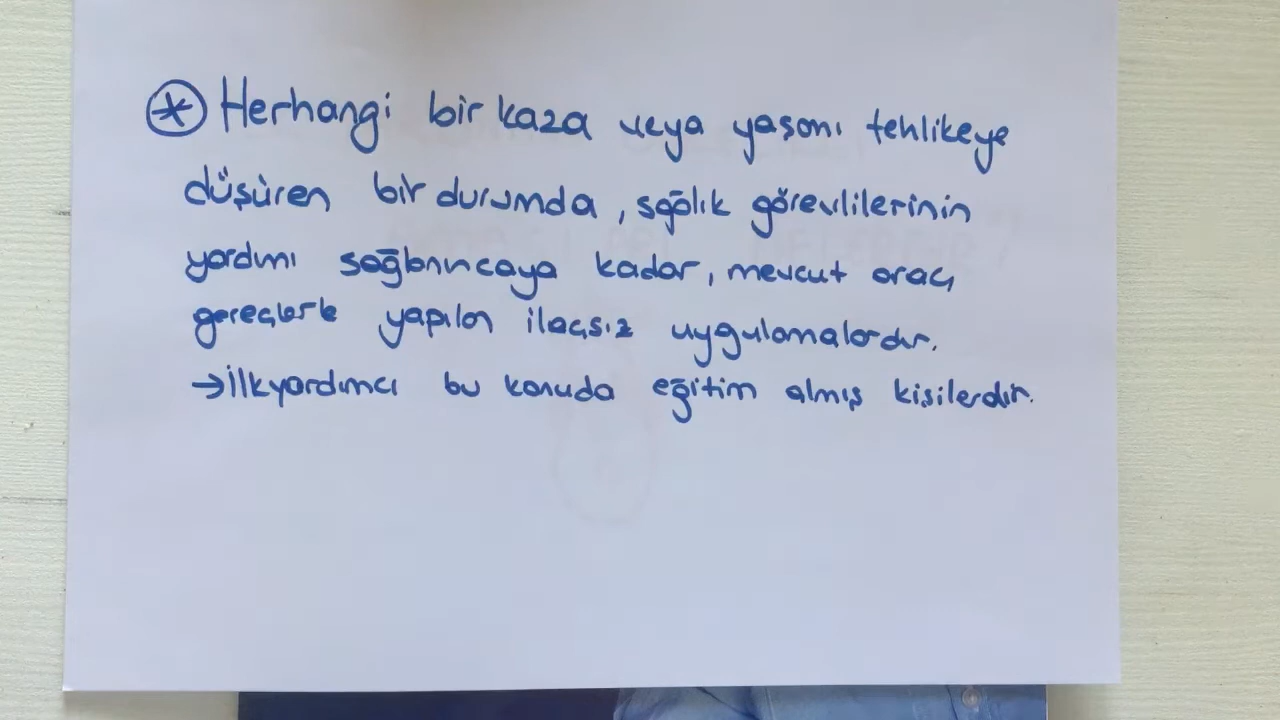 * Herhangi bir kaza veya yaşamı tehlikeye
düşüren bir durumda, sağlık görevlilerinin
yardımı sağlanıncaya kadar, mevcut araç
gereçlerle yapılan ilaçsız uygulamalardır.
→ İlkyardımcı bu konuda eğitim almış kişilerdir.